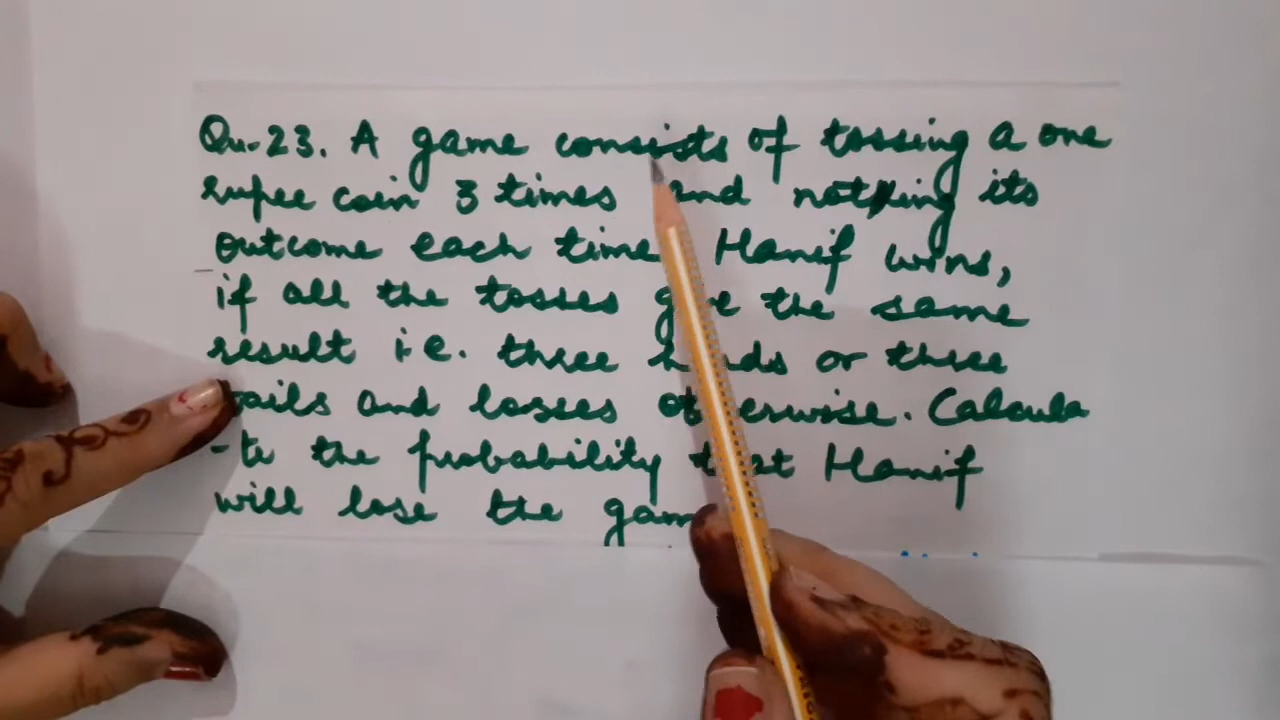 Qu.23. A game consists of tossing a one
rupee coin 3 times and nothing its
outcome each time Hanif wins,
if all the tosses give the same
result i.e. three heads or three
tails and losses otherwise. Calcula
-te the probability that Hanif
will lose the gam